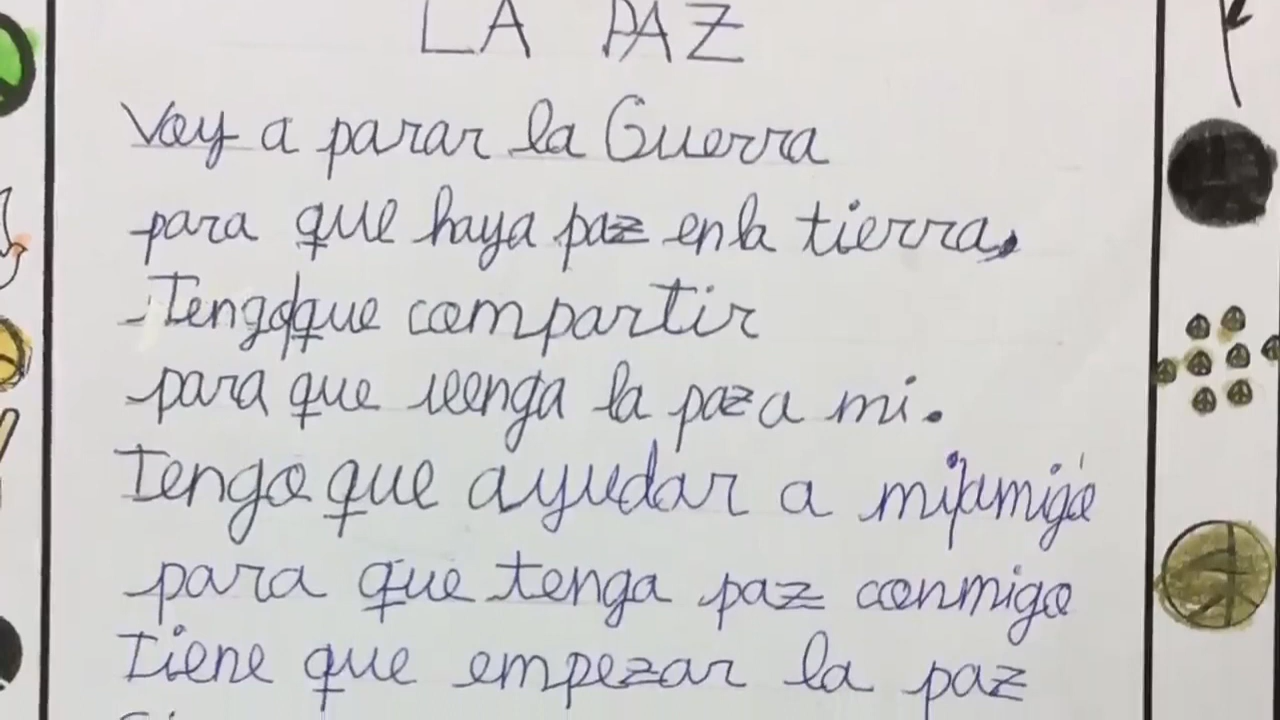 LA PAZ
Voy a parar la Guerra
para que haya paz en la tierra,
Tengo que compartir
para que venga la paz a mi.
Tengo que ayudar a mi amigo
para que tenga paz conmigo
Tiene que empezar la paz